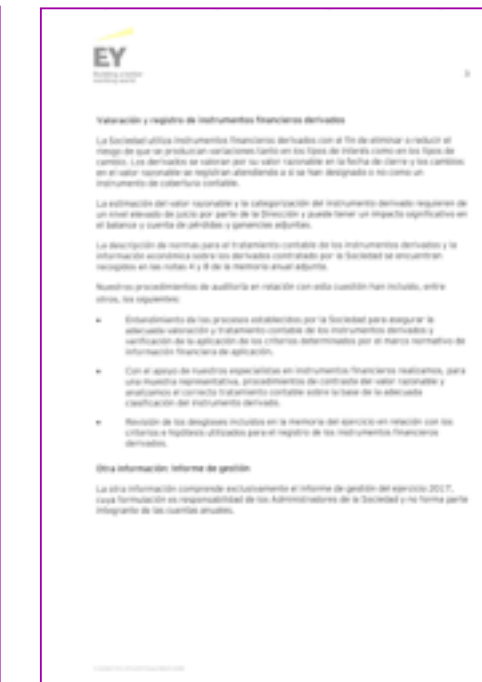 EY
Building a better
working world
3
Valoración y registro de instrumentos financieros derivados
La Sociedad utiliza instrumentos financieros derivados con el fin de eliminar o reducir el
riesgo de que se produzcan variaciones tanto en los tipos de interés como en los tipos de
cambio. Los derivados se valoran por su valor razonable en la fecha de cierre y los cambios
en el valor razonable se registran atendiendo a si se han designado o no como un
instrumento de cobertura contable.
La estimación del valor razonable y la categorización del instrumento derivado requieren de
un nivel elevado de juicio por parte de la Dirección y puede tener un impacto significativo en
el balance y cuenta de pérdidas y ganancias adjuntas.
La descripción de normas para el tratamiento contable de los instrumentos derivados y la
información económica sobre los derivados contratado por la Sociedad se encuentran
recogidos en las notas 4 y 8 de la memoria anual adjunta.
Nuestros procedimientos de auditoría en relación con esta cuestión han incluido, entre
otros, los siguientes:
• Entendimiento de los procesos establecidos por la Sociedad para asegurar la
adecuada valoración y tratamiento contable de los instrumentos derivados y
verificación de la aplicación de los criterios determinados por el marco normativo de
información financiera de aplicación.
• Con el apoyo de nuestros especialistas en instrumentos financieros realizamos, para
una muestra representativa, procedimientos de contraste del valor razonable y
analizamos el correcto tratamiento contable sobre la base de la adecuada
clasificación del instrumento derivado.
• Revisión de los desgloses incluidos en la memoria del ejercicio en relación con los
criterios e hipótesis utilizados para el registro de los instrumentos financieros
derivados.
Otra información: Informe de gestión
La otra información comprende exclusivamente el informe de gestión del ejercicio 2017,
cuya formulación es responsabilidad de los Administradores de la Sociedad y no forma parte
integrante de las cuentas anuales.